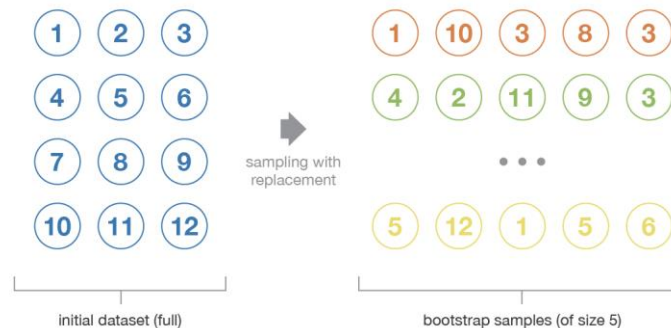 1 2 3
4 5 6
7 8 9
10 11 12
sampling with
replacement
1 10 3 8 3
4 2 11 9 3
5 12 1 5 6
initial dataset (full)
bootstrap samples (of size 5)